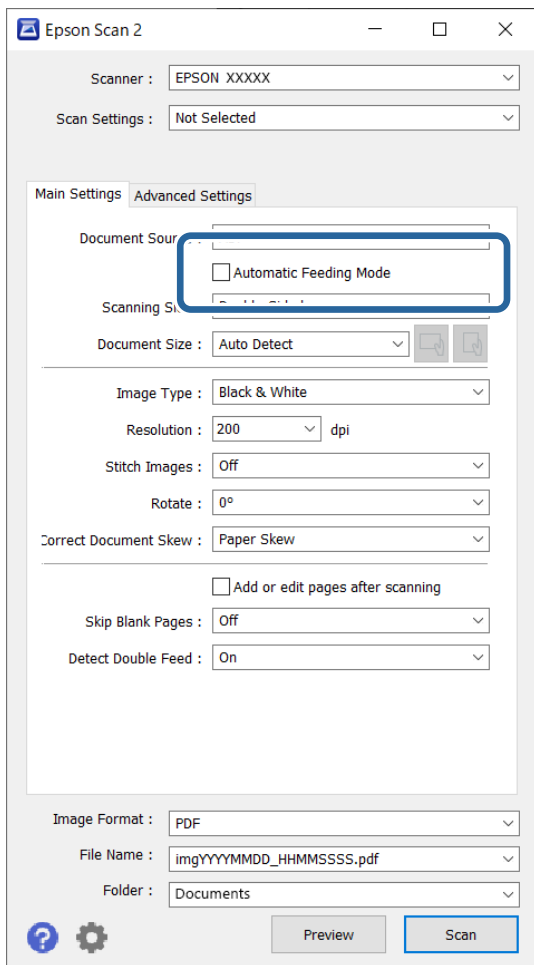 Epson Scan 2
Scanner : EPSON XXXXX
Scan Settings : Not Selected
Main Settings Advanced Settings
Document
Automatic Feeding Mode
Scanning
Document Size : Auto Detect
Image Type : Black & White
Resolution : 200 dpi
Stitch Images : Off
Rotate : 0°
Correct Document Skew : Paper Skew
Add or edit pages after scanning
Skip Blank Pages : Off
Detect Double Feed : On
Image Format : PDF
File Name : imgYYYYMMDD_HHMMSSSS.pdf
Folder : Documents
? Preview Scan